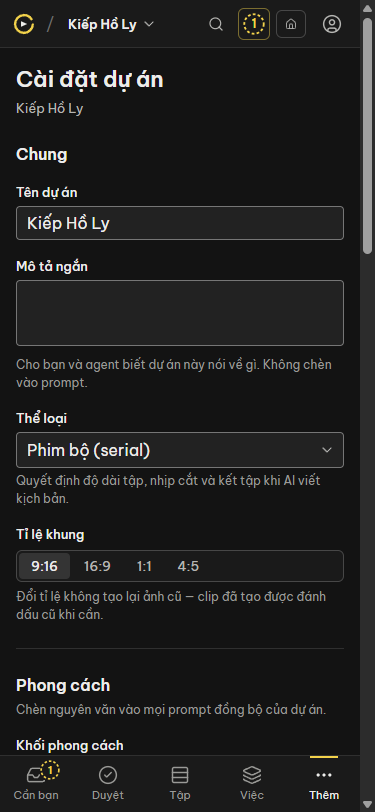 / Kiếp Hồ Ly
1
Cài đặt dự án
Kiếp Hồ Ly
Chung
Tên dự án
Kiếp Hồ Ly
Mô tả ngắn
Cho bạn và agent biết dự án này nói về gì. Không chèn
vào prompt.
Thể loại
Phim bộ (serial)
Quyết định độ dài tập, nhịp cắt và kết tập khi AI viết
kịch bản.
Tỉ lệ khung
9:16 16:9 1:1 4:5
Đổi tỉ lệ không tạo lại ảnh cũ — clip đã tạo được đánh
dấu cũ khi cần.
Phong cách
Chèn nguyên văn vào mọi prompt đồng bộ của dự án.
Khối phong cách
1
Cần bạn Duyệt Tập Việc Thêm